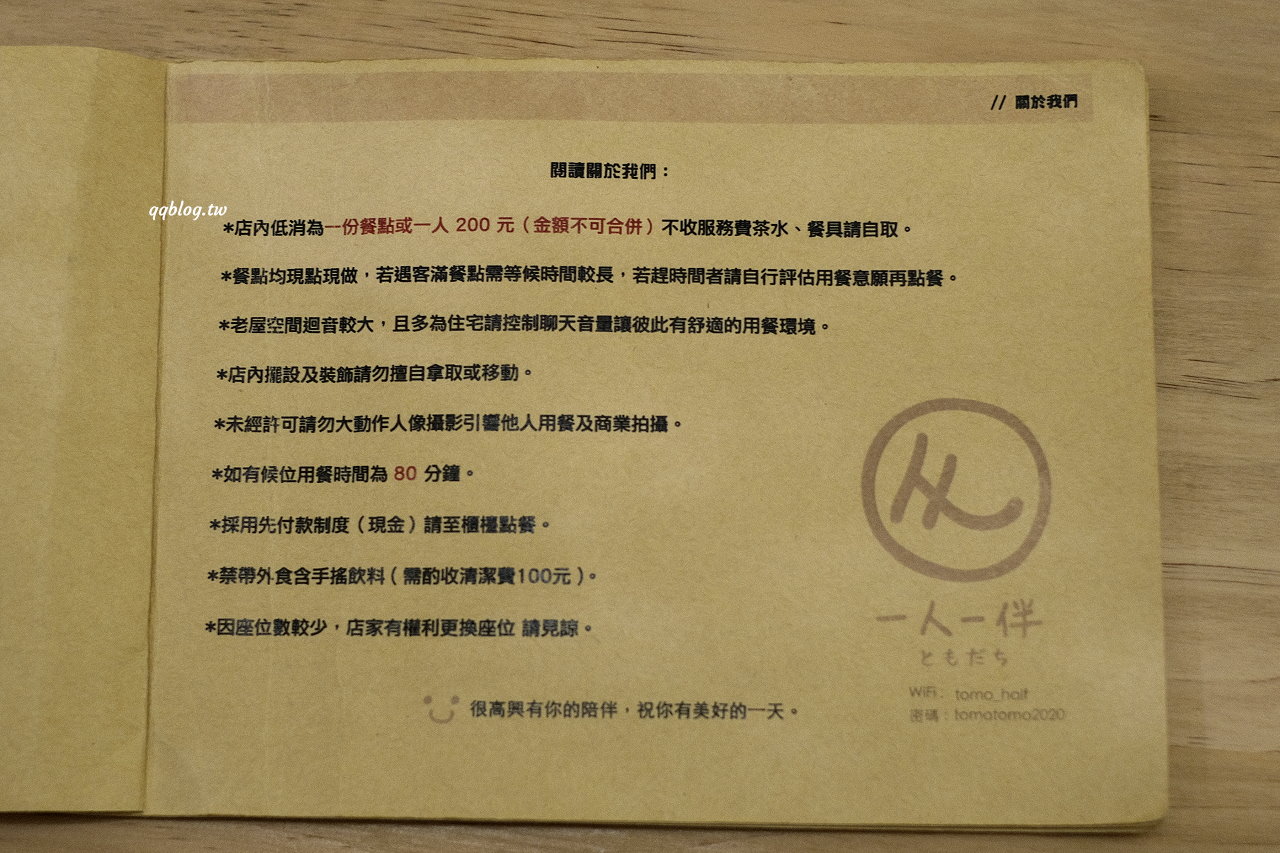 // 關於我們
閱讀關於我們：
qqblog.tw
*店內低消為一份餐點或一人 200 元（金額不可合併）不收服務費茶水、餐具請自取。
*餐點均現點現做，若遇客滿餐點需等候時間較長，若趕時間者請自行評估用餐意願再點餐。
*老屋空間迴音較大，且多為住宅請控制聊天音量讓彼此有舒適的用餐環境。
*店內擺設及裝飾請勿擅自拿取或移動。
*未經許可請勿大動作人像攝影引響他人用餐及商業拍攝。
*如有候位用餐時間為 80 分鐘。
*採用先付款制度（現金）請至櫃檯點餐。
*禁帶外食含手搖飲料（需酌收清潔費100元）。
*因座位數較少，店家有權利更換座位 請見諒。
很高興有你的陪伴，祝你有美好的一天。
一人一伴
ともだち
WiFi： tomo_half
密碼：tomotomo2020